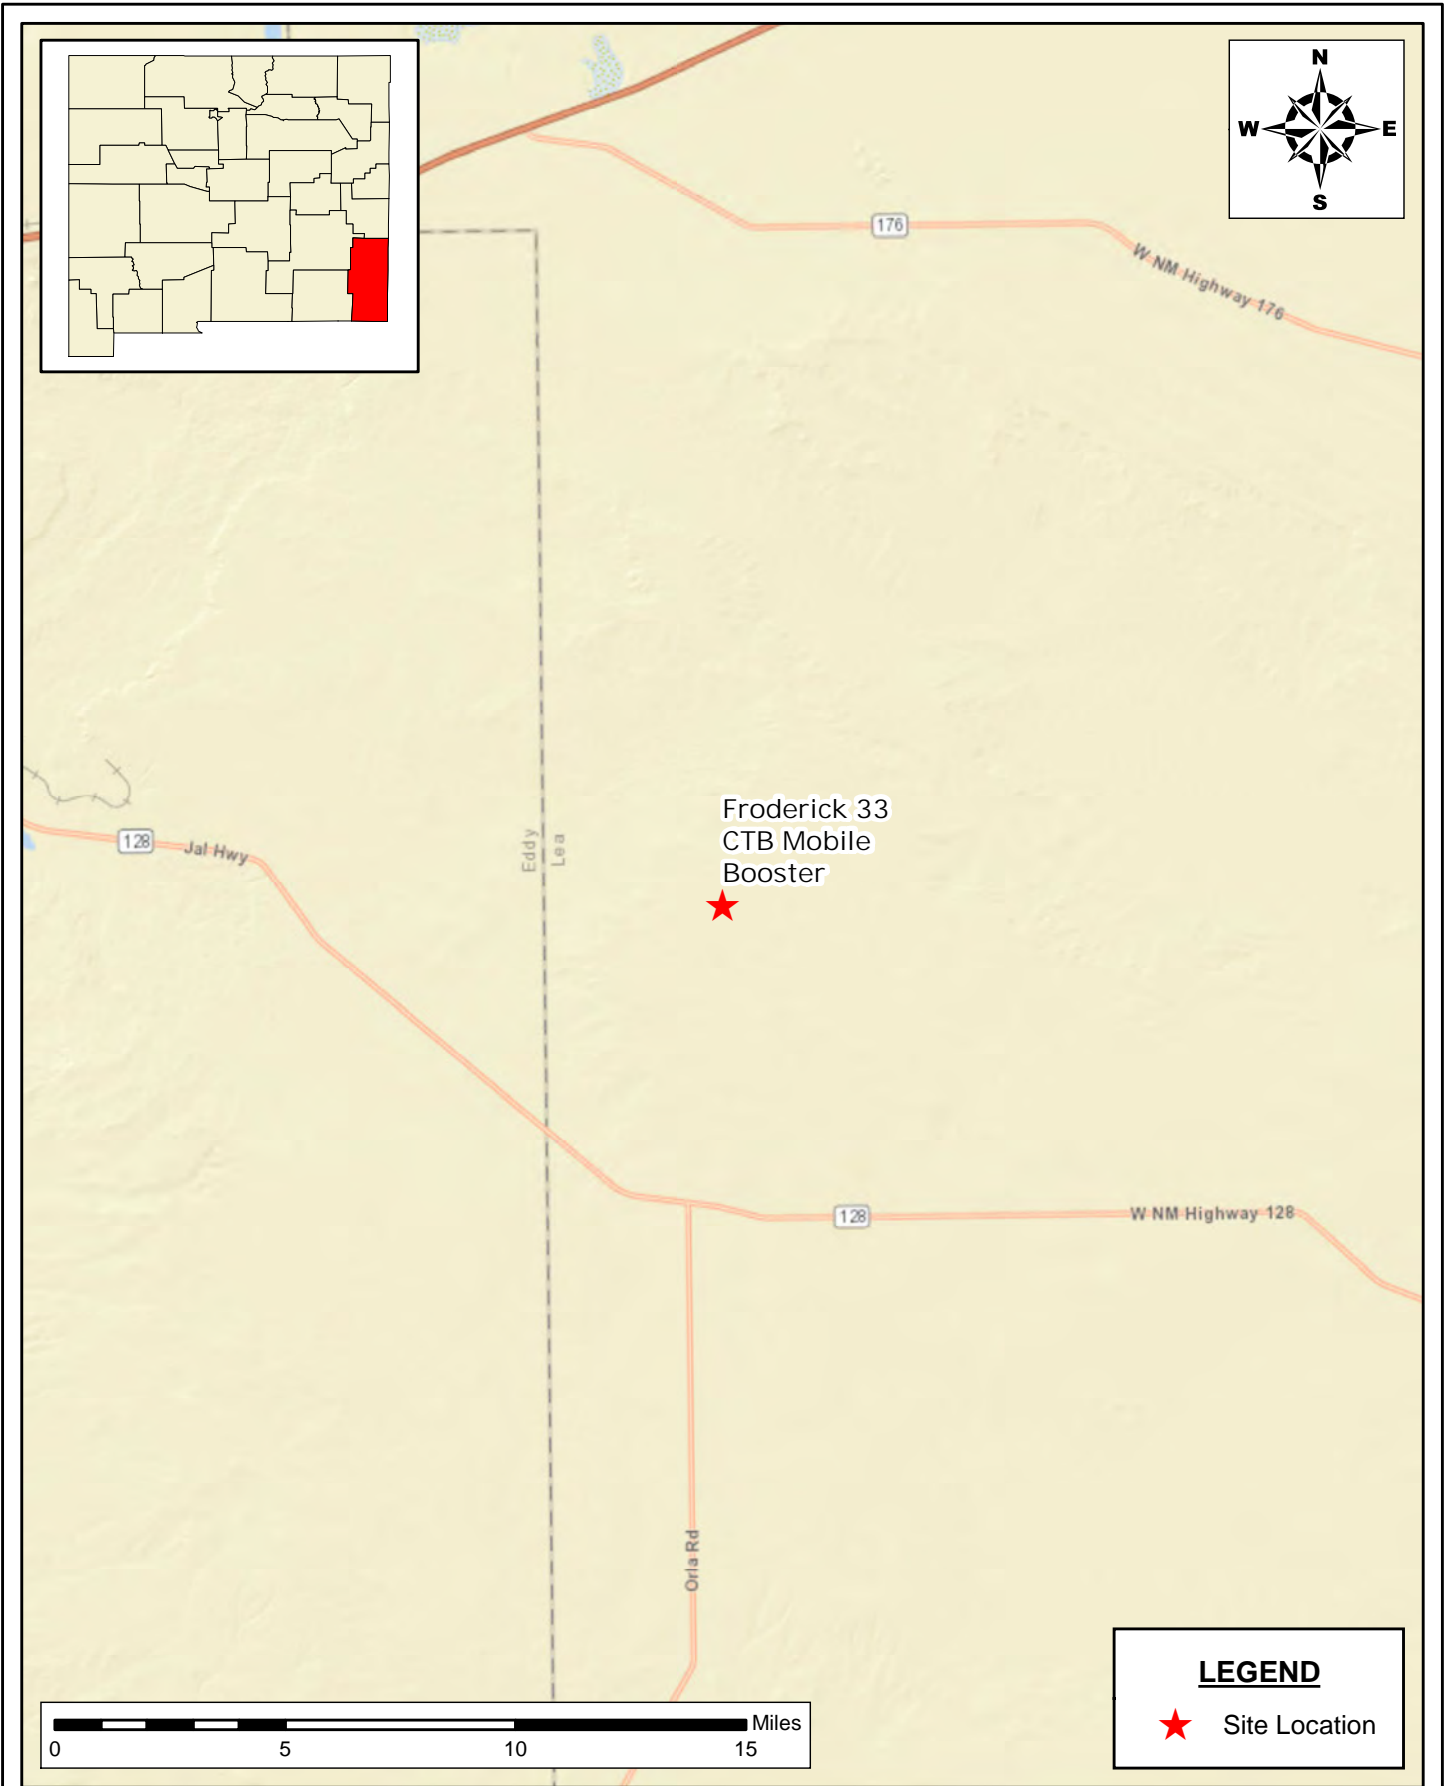 N
W E
S
176
W NM Highway 176
Froderick 33
CTB Mobile
Booster
128
Jal Hwy
Eddy
Lea
128
W NM Highway 128
Orla Rd
Miles
0 5 10 15
LEGEND
Site Location